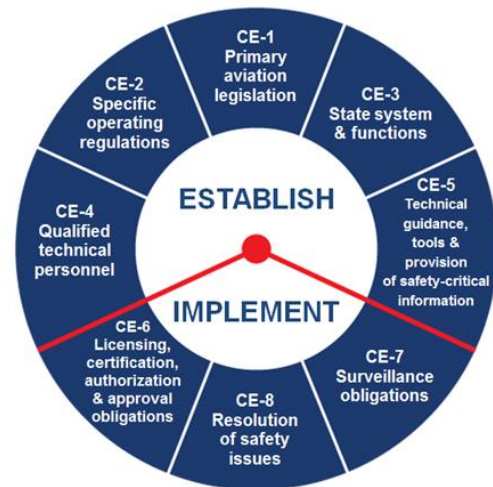 CE-1
Primary
aviation
legislation
CE-2
Specific
operating
regulations
CE-3
State system
& functions
CE-4
Qualified
technical
personnel
CE-5
Technical
guidance,
tools &
provision
of safety-critical
information
ESTABLISH
IMPLEMENT
CE-6
Licensing,
certification,
authorization
& approval
obligations
CE-7
Surveillance
obligations
CE-8
Resolution
of safety
issues